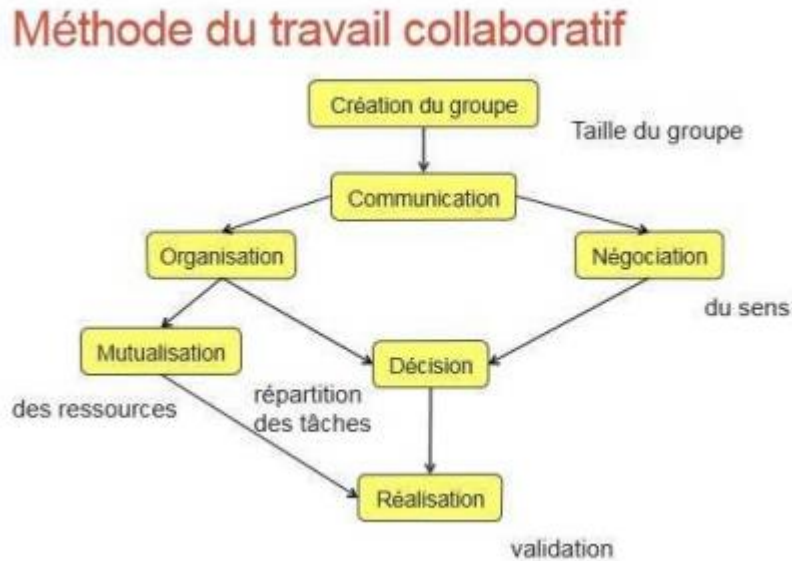 Méthode du travail collaboratif
Création du groupe
Taille du groupe
Communication
Organisation
Négociation
du sens
Mutualisation
Décision
des ressources
répartition
des tâches
Réalisation
validation